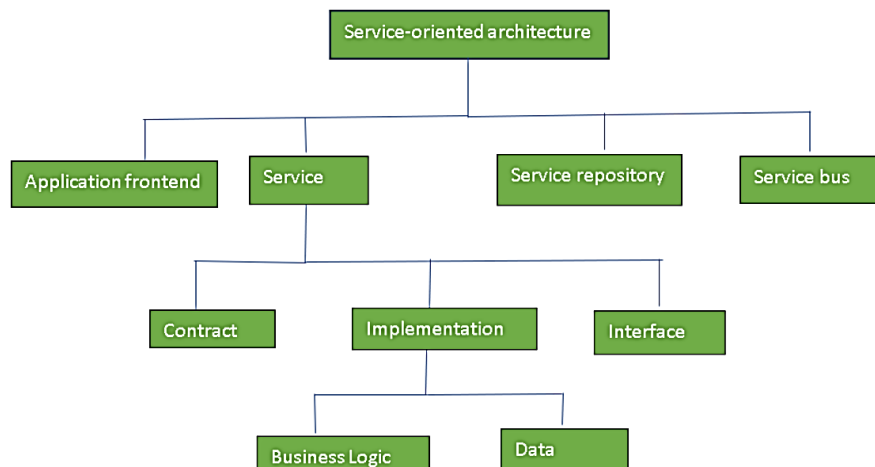 Service-oriented architecture
Application frontend
Service
Service repository
Service bus
Contract
Implementation
Interface
Business Logic
Data